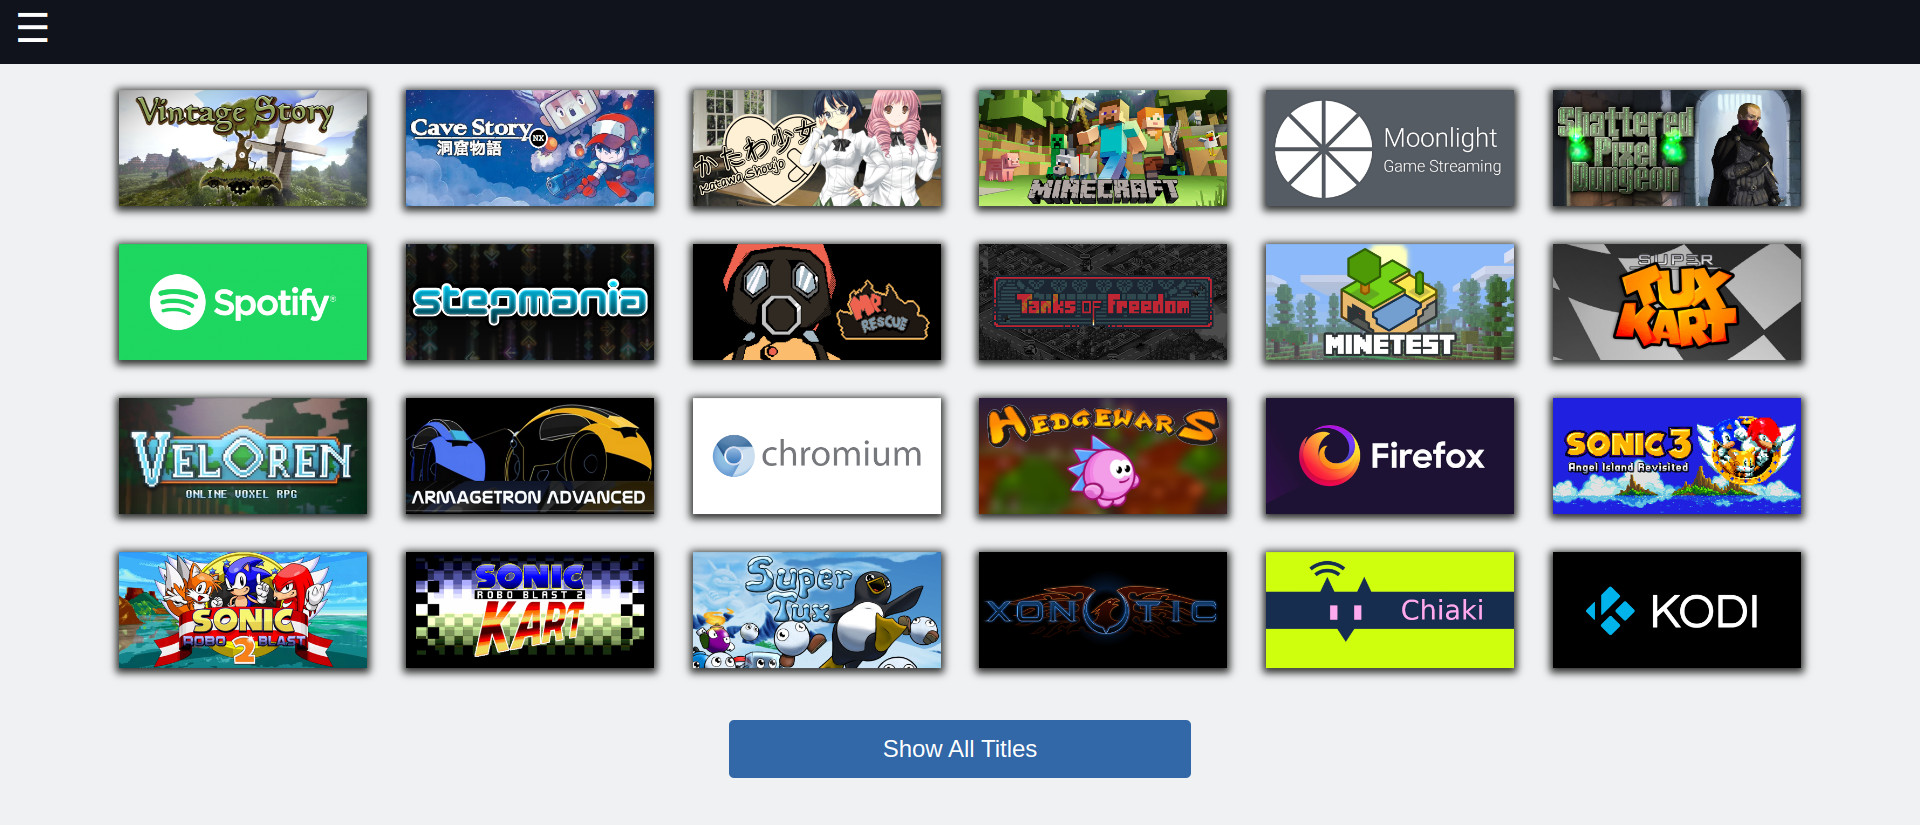 ☰
Vintage Story
Cave Story NX
洞窟物語
かたわ少女
Katawa Shoujo
MINECRAFT
Moonlight
Game Streaming
Shattered
Pixel
Dungeon
Spotify®
stepmania
MR.
RESCUE
Tanks of Freedom
MINETEST
SUPER
TUX
KART
VELOREN
ONLINE VOXEL RPG
ARMAGETRON ADVANCED
chromium
HEDGEWARS
Firefox
SONIC 3
Angel Island Revisited
SONIC
ROBO BLAST
2
SONIC
ROBO BLAST 2
KART
Super
Tux
XONOTIC
Chiaki
KODI
Show All Titles